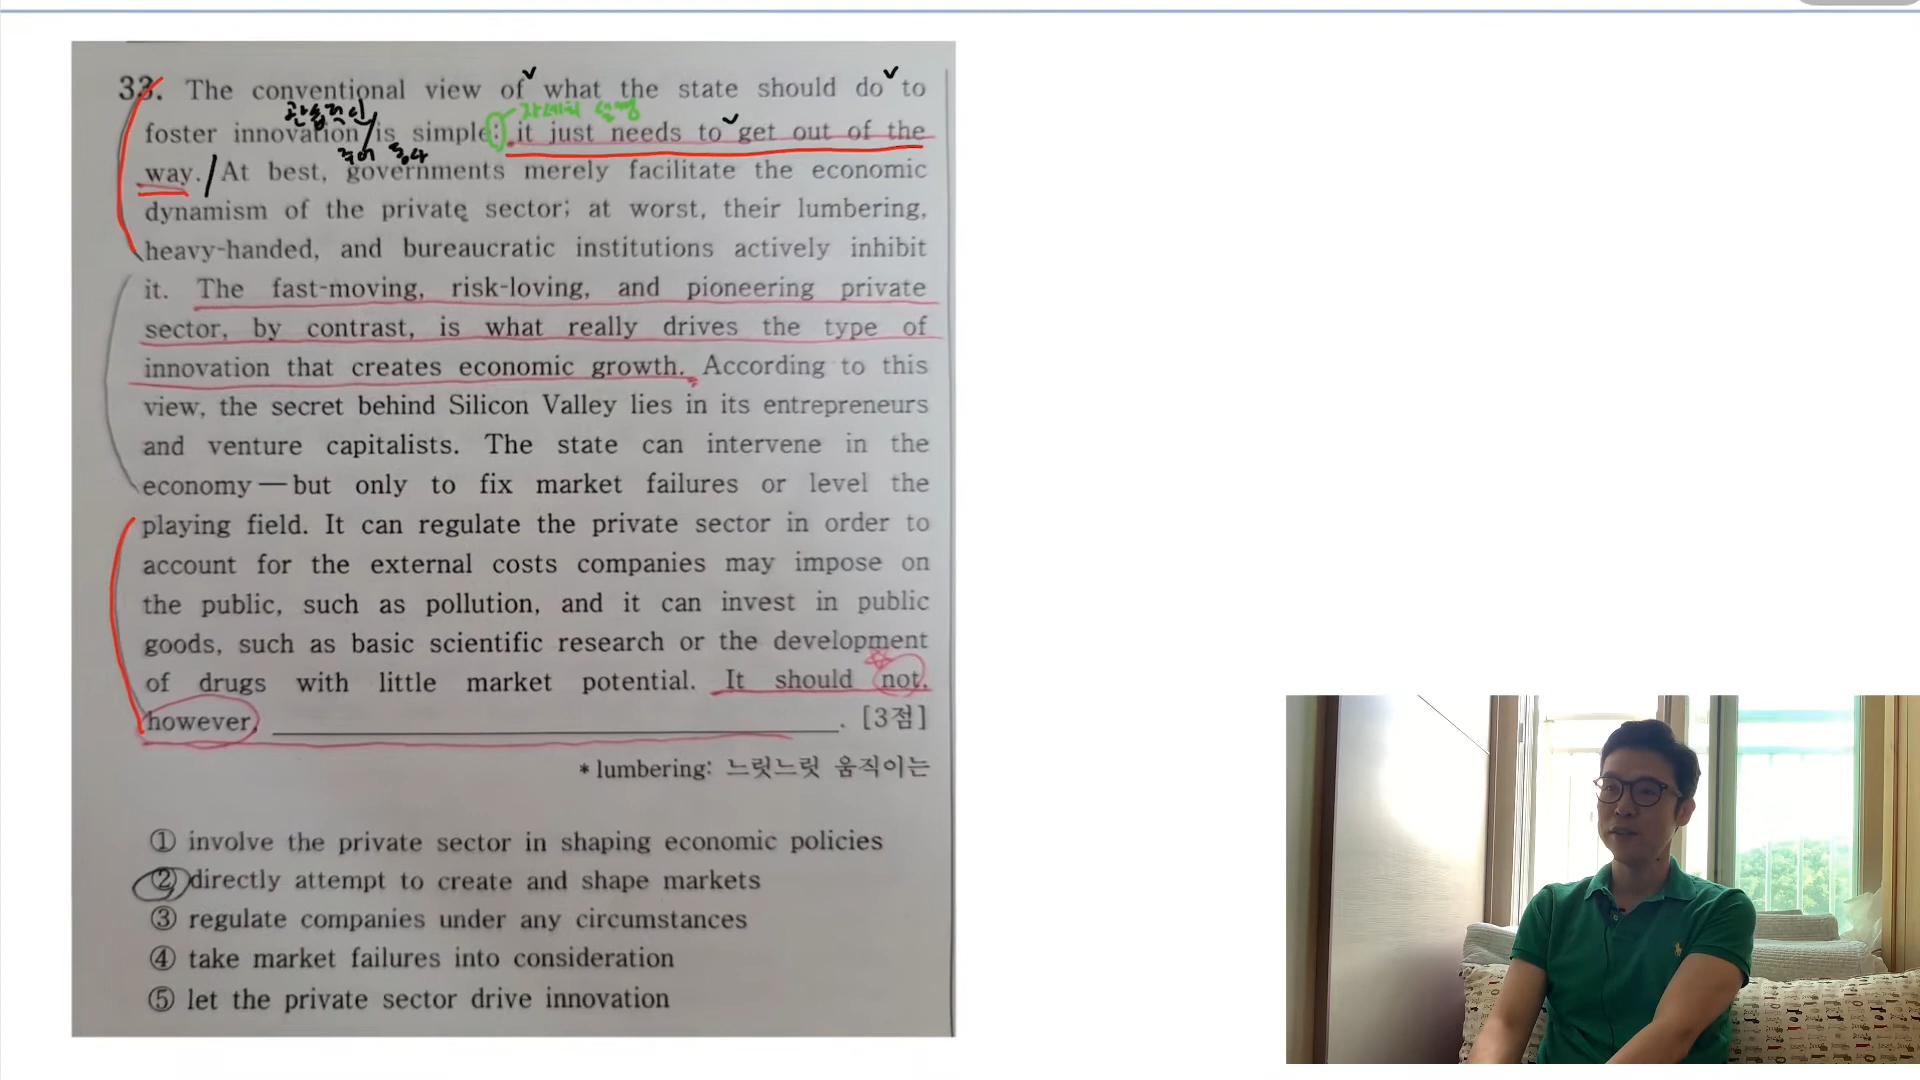 33. The conventional view of what the state should do to
관습적인
자세히 설명
foster innovation is simple: it just needs to get out of the
주어 동사
way. At best, governments merely facilitate the economic
dynamism of the private sector; at worst, their lumbering,
heavy-handed, and bureaucratic institutions actively inhibit
it. The fast-moving, risk-loving, and pioneering private
sector, by contrast, is what really drives the type of
innovation that creates economic growth. According to this
view, the secret behind Silicon Valley lies in its entrepreneurs
and venture capitalists. The state can intervene in the
economy—but only to fix market failures or level the
playing field. It can regulate the private sector in order to
account for the external costs companies may impose on
the public, such as pollution, and it can invest in public
goods, such as basic scientific research or the development
of drugs with little market potential. It should not,
however, ______________________________. [3점]
* lumbering: 느릿느릿 움직이는
① involve the private sector in shaping economic policies
② directly attempt to create and shape markets
③ regulate companies under any circumstances
④ take market failures into consideration
⑤ let the private sector drive innovation